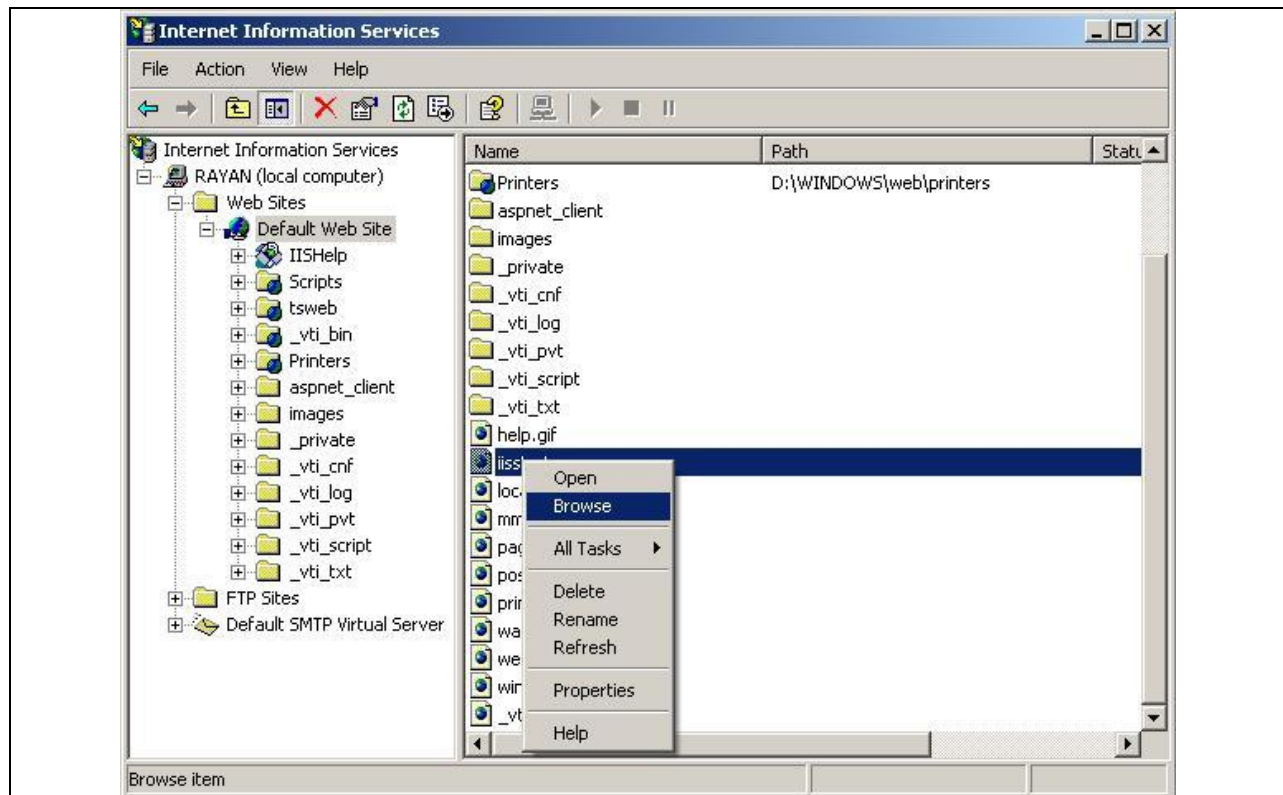 Internet Information Services
File Action View Help
Internet Information Services
RAYAN (local computer)
Web Sites
Default Web Site
IISHelp
Scripts
tsweb
_vti_bin
Printers
aspnet_client
images
_private
_vti_cnf
_vti_log
_vti_pvt
_vti_script
_vti_txt
FTP Sites
Default SMTP Virtual Server
Name Path
Printers D:\WINDOWS\web\printers
aspnet_client
images
_private
_vti_cnf
_vti_log
_vti_pvt
_vti_script
_vti_txt
help.gif
Open
Browse
All Tasks
Delete
Rename
Refresh
Properties
Help
Browse item